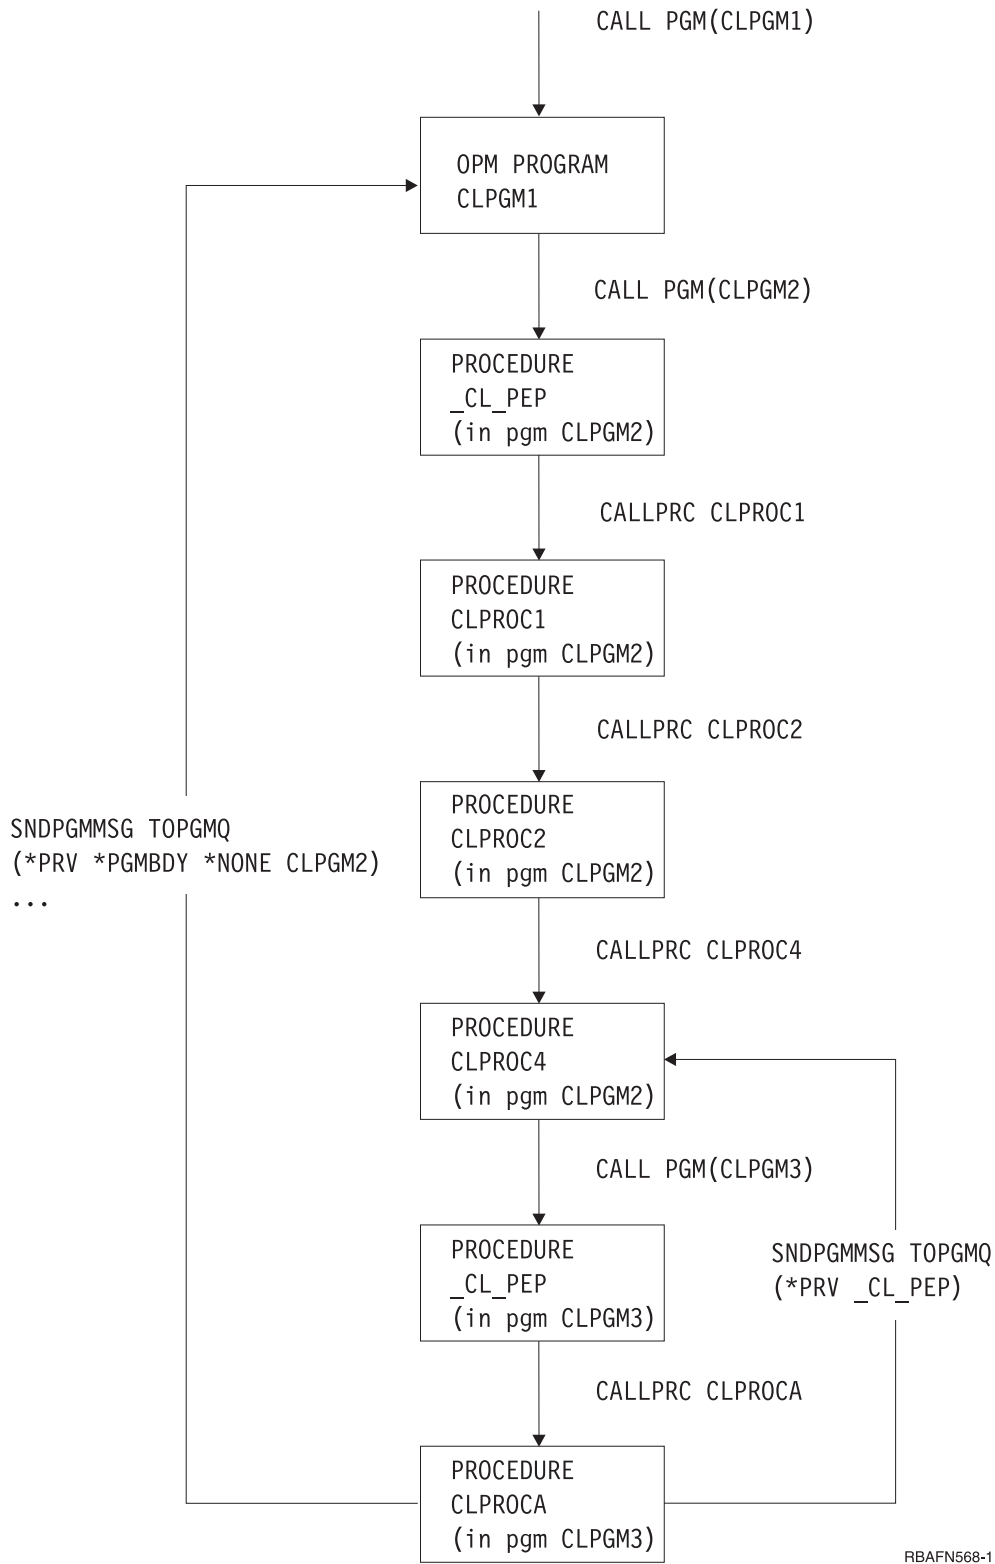 CALL PGM(CLPGM1)
OPM PROGRAM
CLPGM1
CALL PGM(CLPGM2)
PROCEDURE
_CL_PEP
(in pgm CLPGM2)
CALLPRC CLPROC1
PROCEDURE
CLPROC1
(in pgm CLPGM2)
CALLPRC CLPROC2
PROCEDURE
CLPROC2
(in pgm CLPGM2)
SNDPGMMSG TOPGMQ
(*PRV *PGMBDY *NONE CLPGM2)
...
CALLPRC CLPROC4
PROCEDURE
CLPROC4
(in pgm CLPGM2)
CALL PGM(CLPGM3)
PROCEDURE
_CL_PEP
(in pgm CLPGM3)
SNDPGMMSG TOPGMQ
(*PRV _CL_PEP)
CALLPRC CLPROCA
PROCEDURE
CLPROCA
(in pgm CLPGM3)
RBAFN568-1